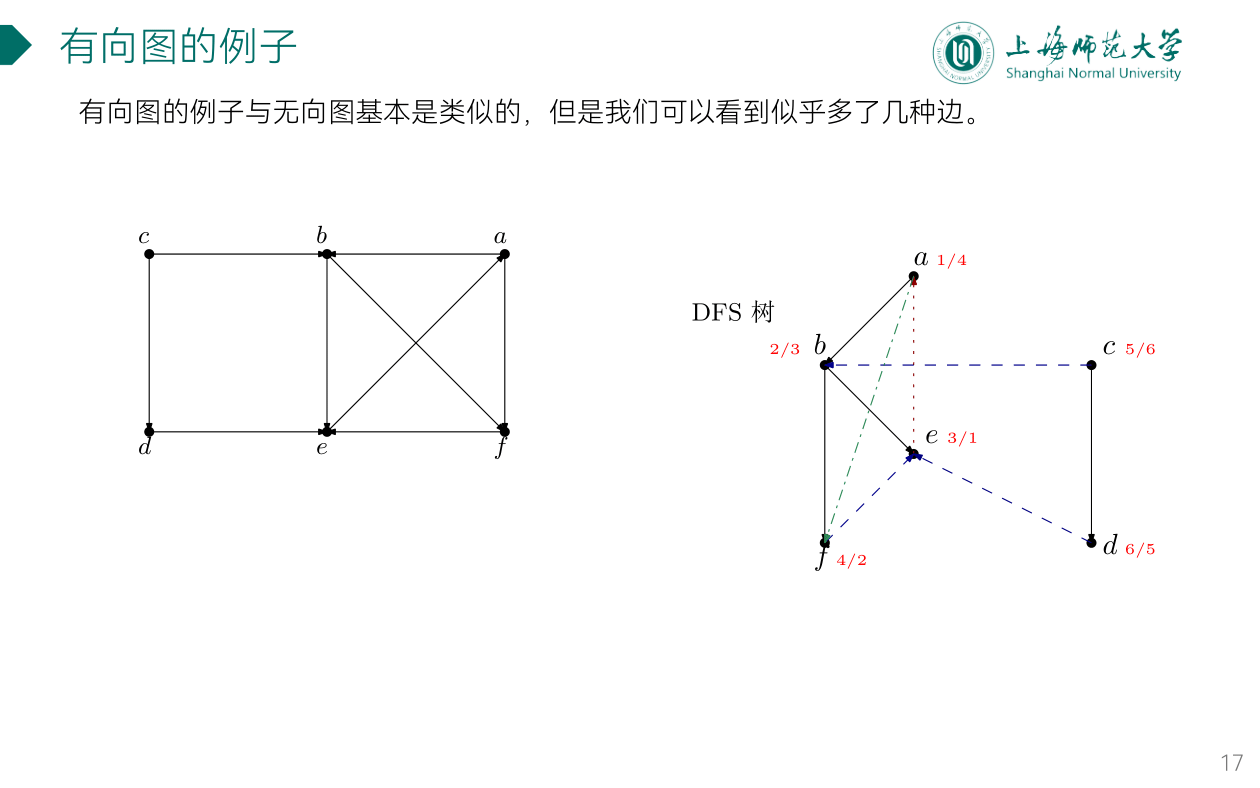 有向图的例子
上海师范大学
Shanghai Normal University
有向图的例子与无向图基本是类似的，但是我们可以看到似乎多了几种边。
c b a
d e f
DFS 树
a 1/4
2/3 b
c 5/6
e 3/1
f 4/2
d 6/5
17